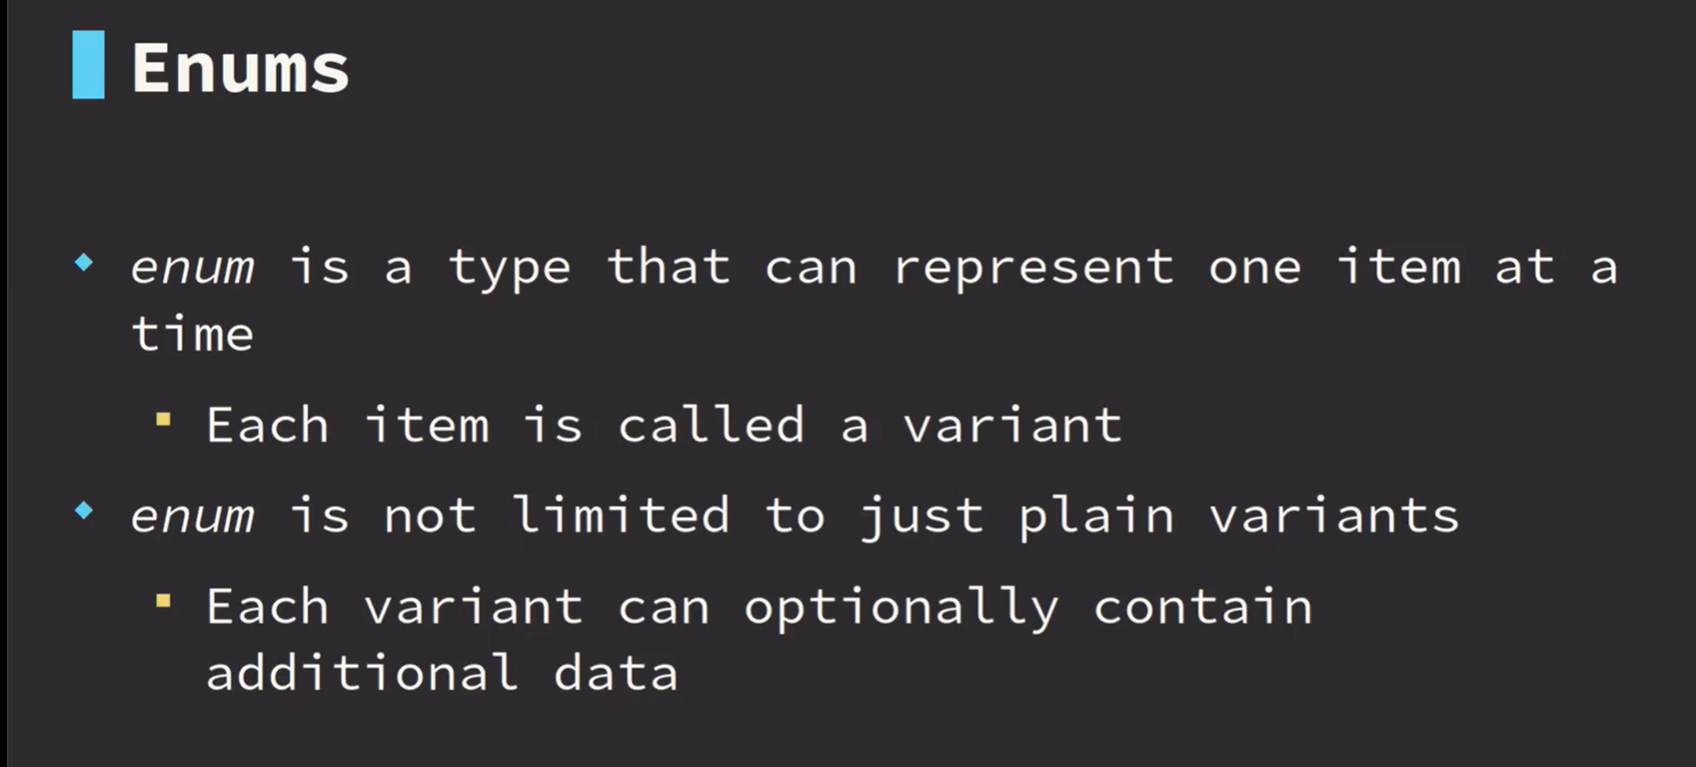 Enums
enum is a type that can represent one item at a
time
Each item is called a variant
enum is not limited to just plain variants
Each variant can optionally contain
additional data